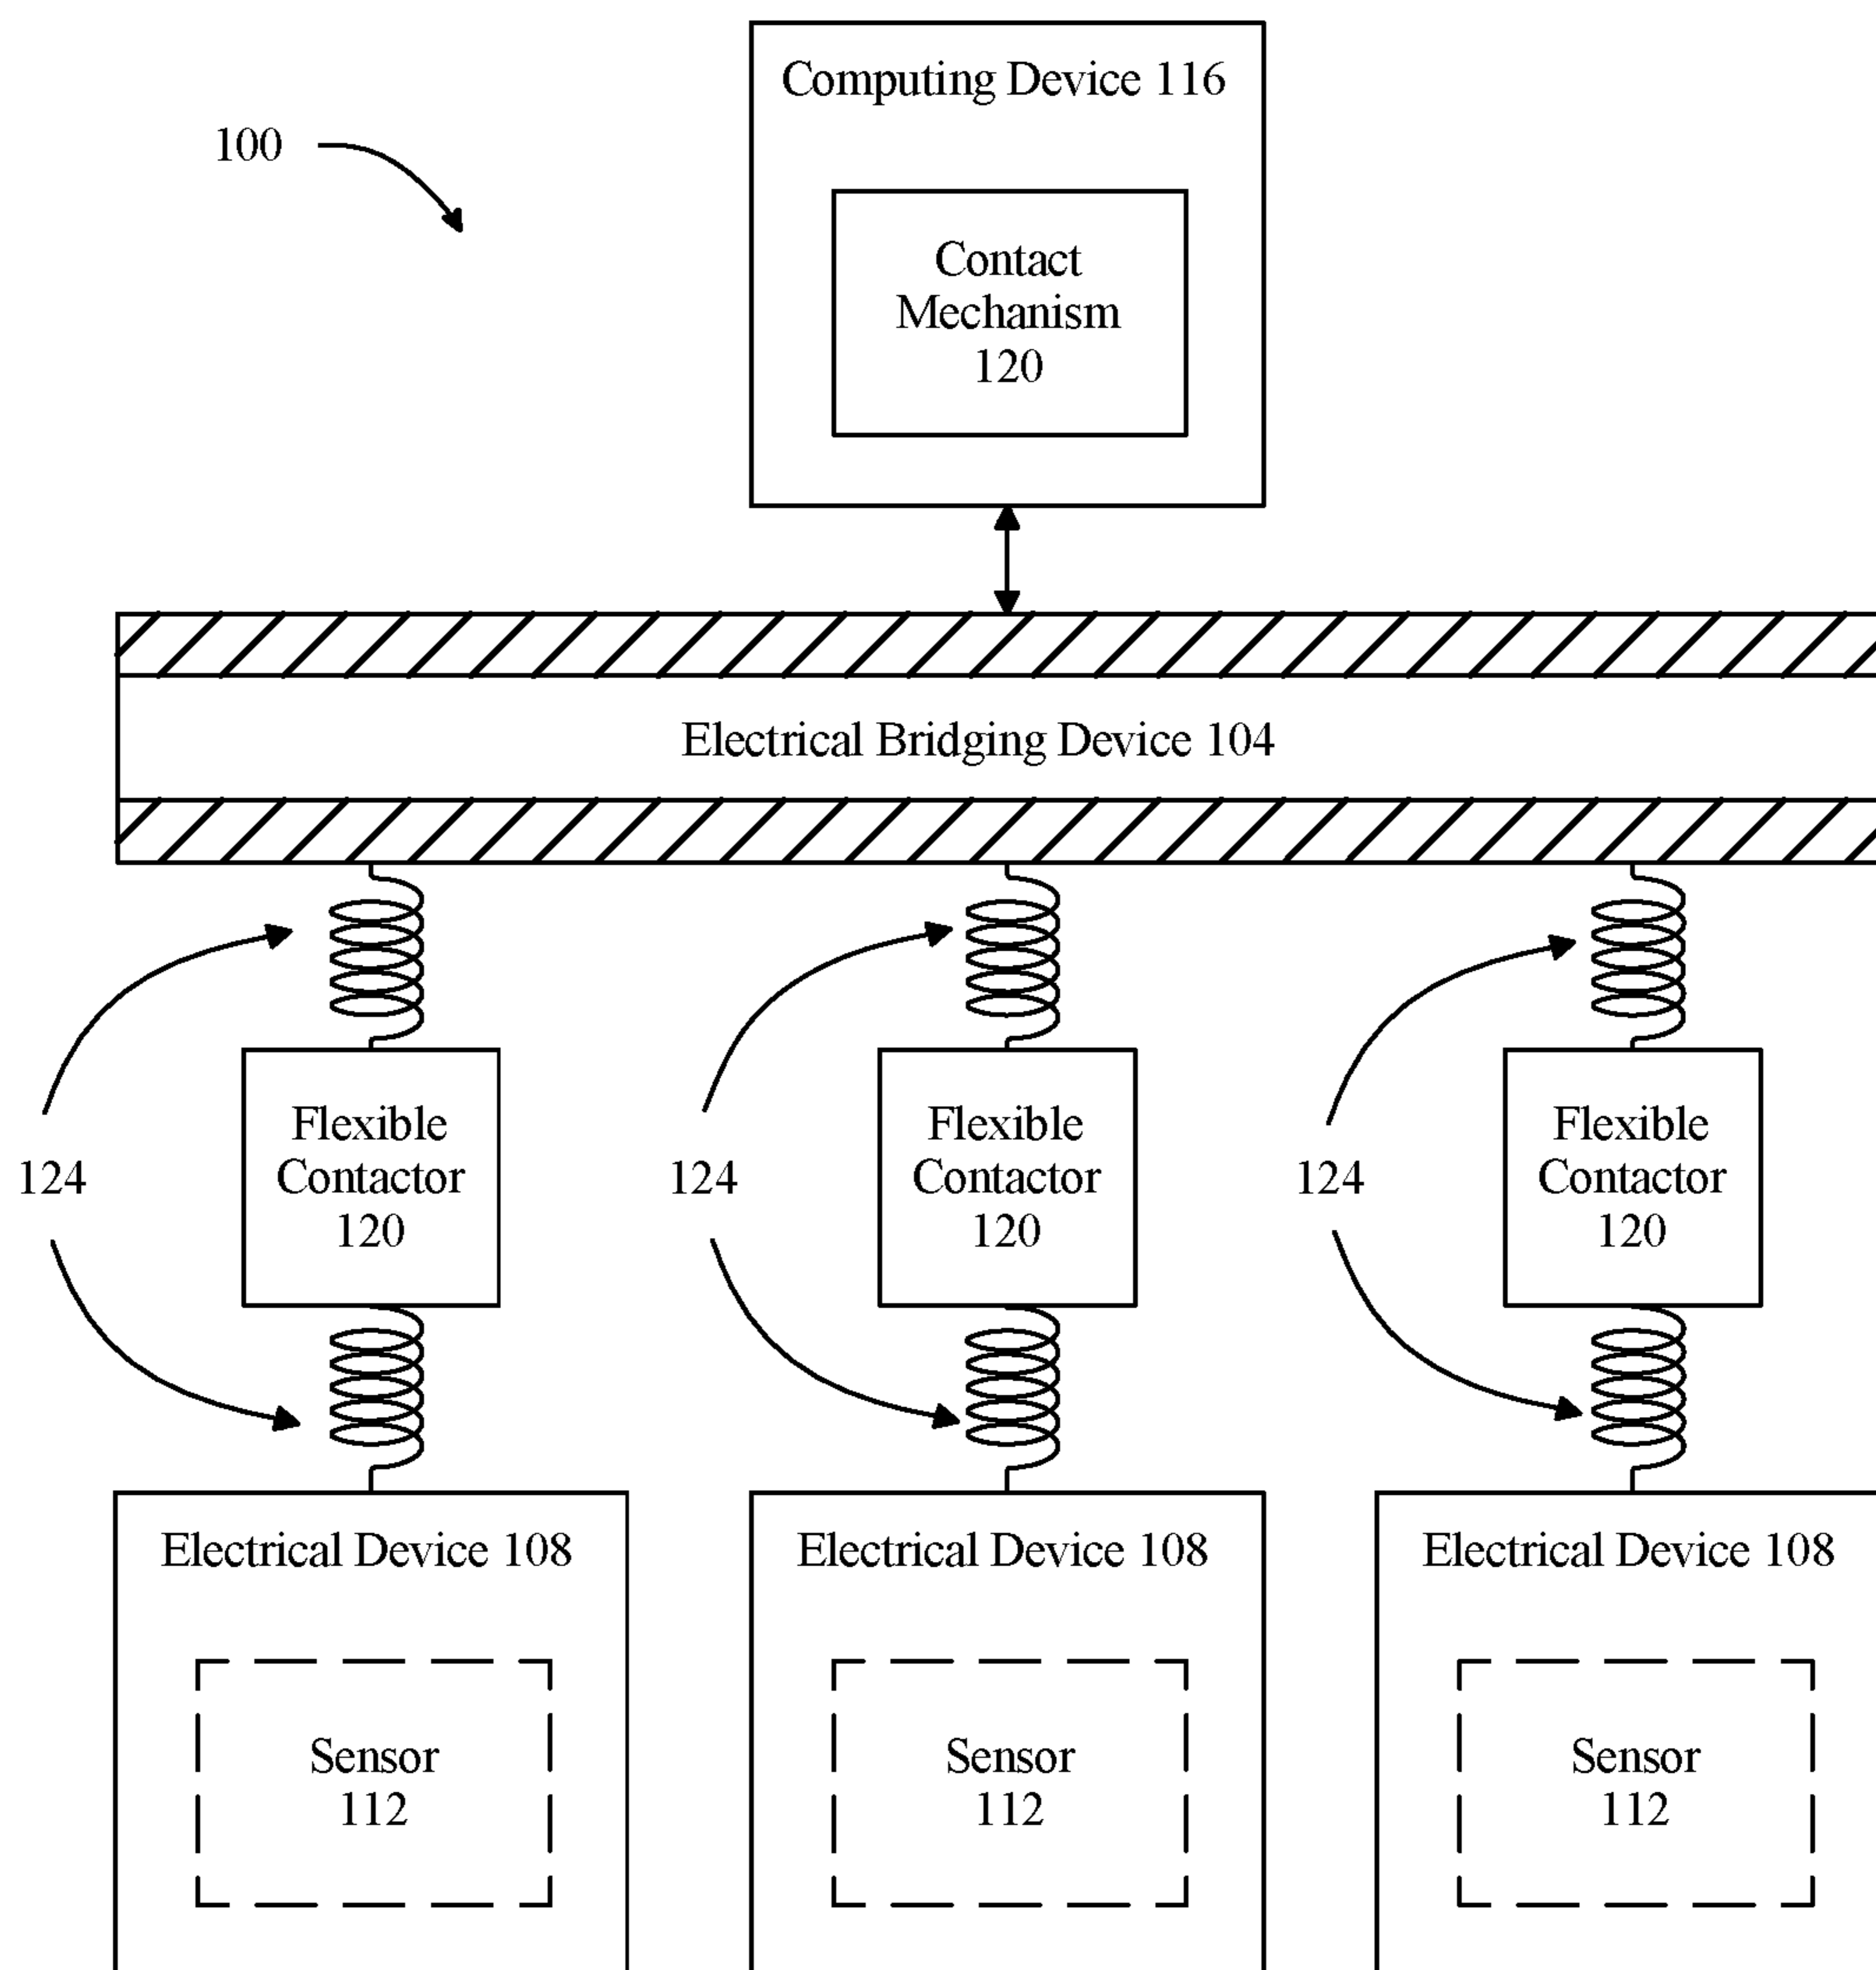 Computing Device 116
100
Contact
Mechanism
120
Electrical Bridging Device 104
Flexible
Contactor
120
Flexible
Contactor
120
Flexible
Contactor
120
124
124
124
Electrical Device 108
Electrical Device 108
Electrical Device 108
Sensor
112
Sensor
112
Sensor
112